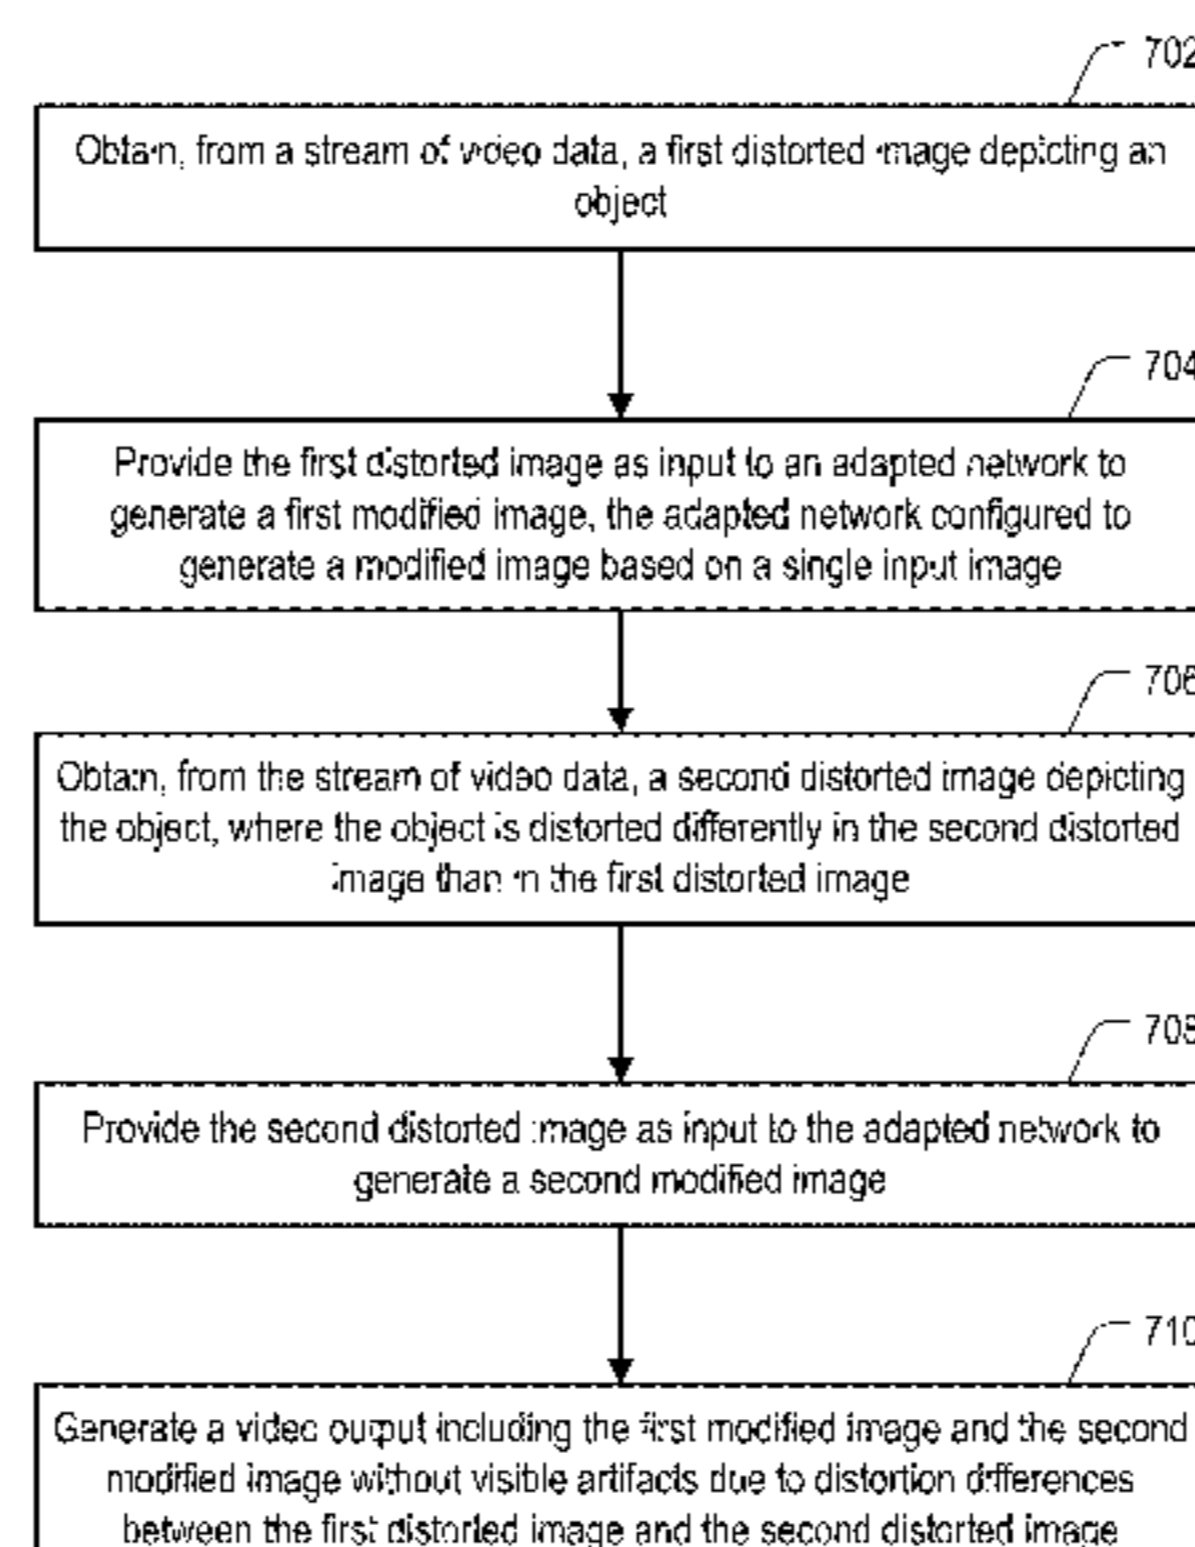 702
Obtain, from a stream of video data, a first distorted image depicting an
object
704
Provide the first distorted image as input to an adapted network to
generate a first modified image, the adapted network configured to
generate a modified image based on a single input image
706
Obtain, from the stream of video data, a second distorted image depicting
the object, where the object is distorted differently in the second distorted
image than in the first distorted image
708
Provide the second distorted image as input to the adapted network to
generate a second modified image
710
Generate a video output including the first modified image and the second
modified image without visible artifacts due to distortion differences
between the first distorted image and the second distorted image